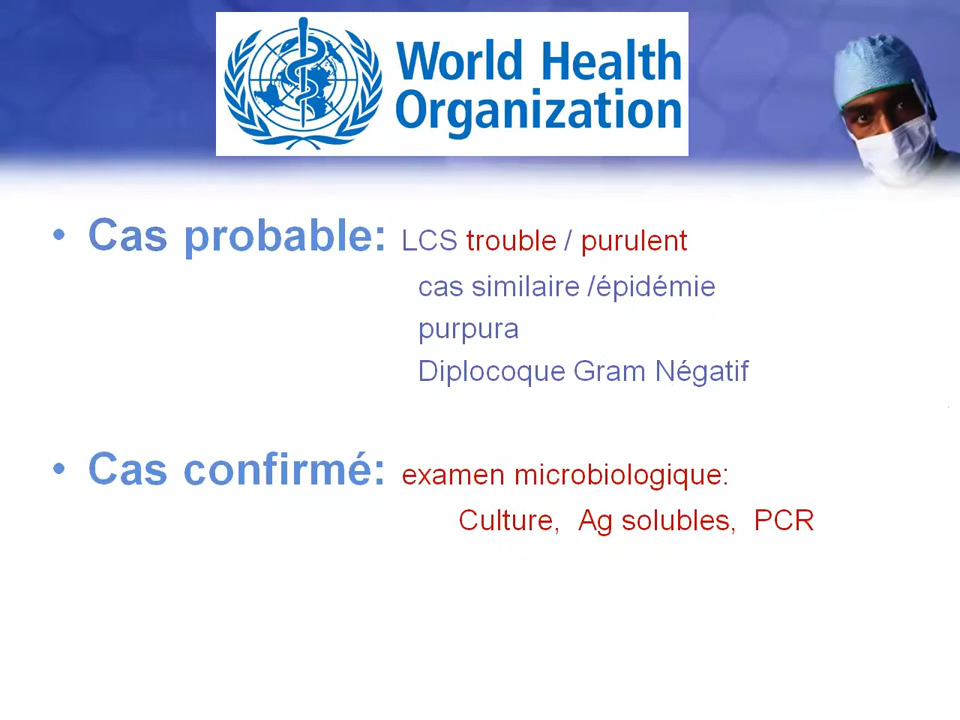 World Health
Organization
• Cas probable: LCS trouble / purulent
cas similaire /épidémie
purpura
Diplocoque Gram Négatif
• Cas confirmé: examen microbiologique:
Culture, Ag solubles, PCR